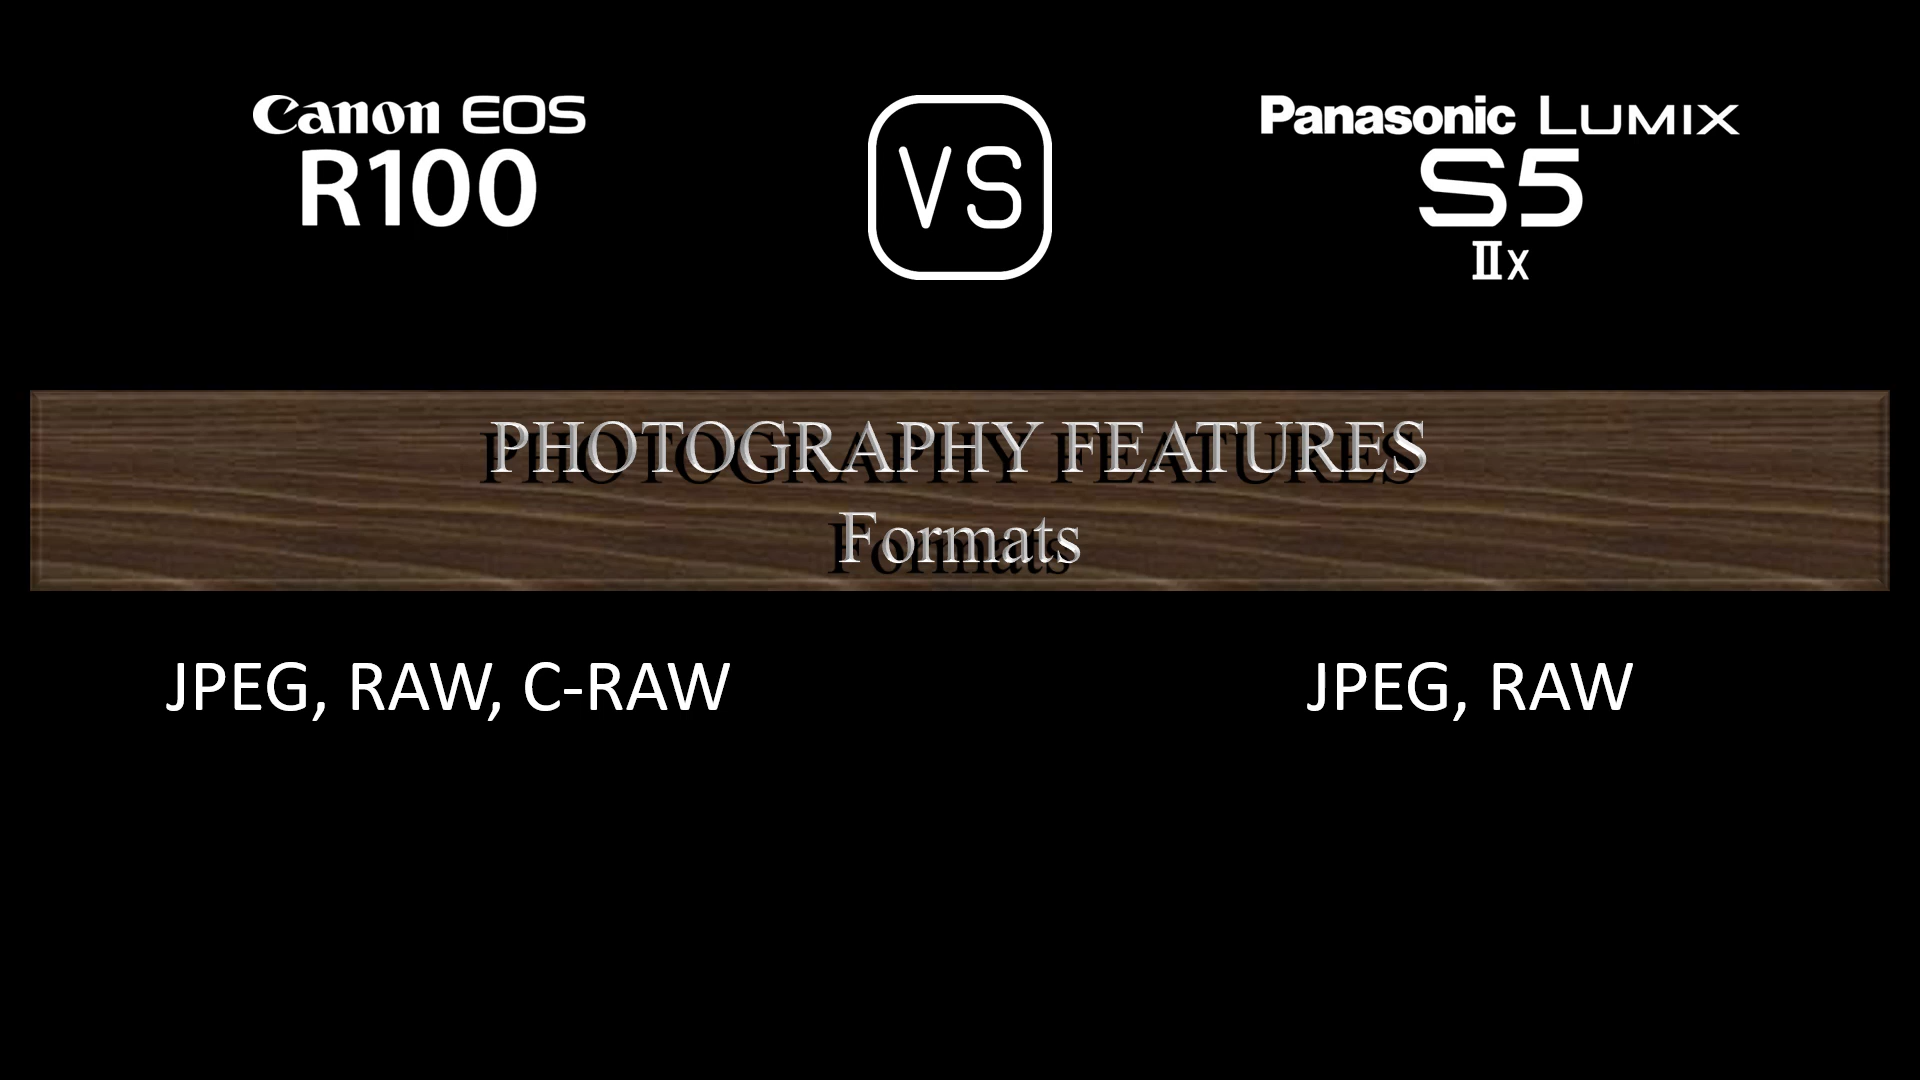 Canon EOS
R100
VS
Panasonic LUMIX
S5
IIX
PHOTOGRAPHY FEATURES
Formats
JPEG, RAW, C-RAW
JPEG, RAW